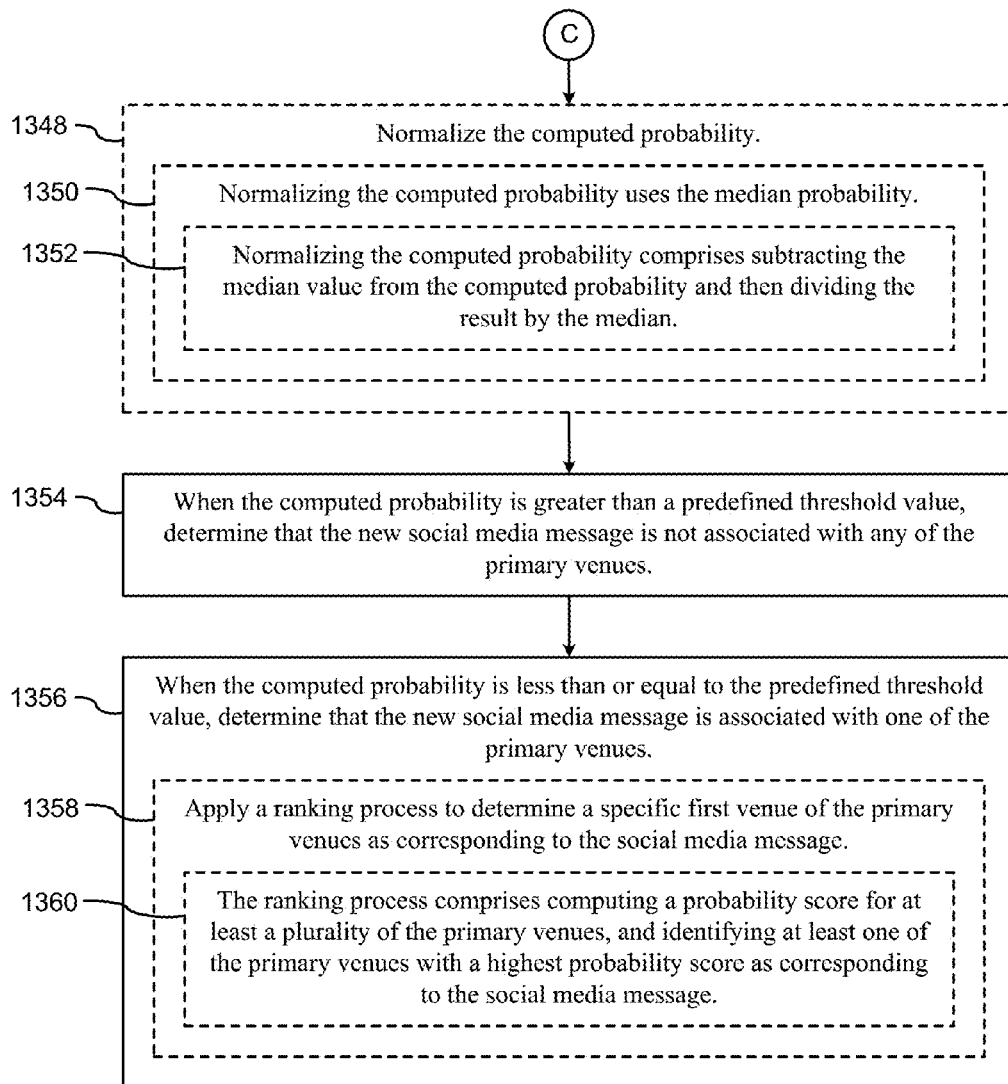 C
1348
Normalize the computed probability.
1350
Normalizing the computed probability uses the median probability.
1352
Normalizing the computed probability comprises subtracting the
median value from the computed probability and then dividing the
result by the median.
1354
When the computed probability is greater than a predefined threshold value,
determine that the new social media message is not associated with any of the
primary venues.
1356
When the computed probability is less than or equal to the predefined threshold
value, determine that the new social media message is associated with one of the
primary venues.
1358
Apply a ranking process to determine a specific first venue of the primary
venues as corresponding to the social media message.
1360
The ranking process comprises computing a probability score for at
least a plurality of the primary venues, and identifying at least one of
the primary venues with a highest probability score as corresponding
to the social media message.